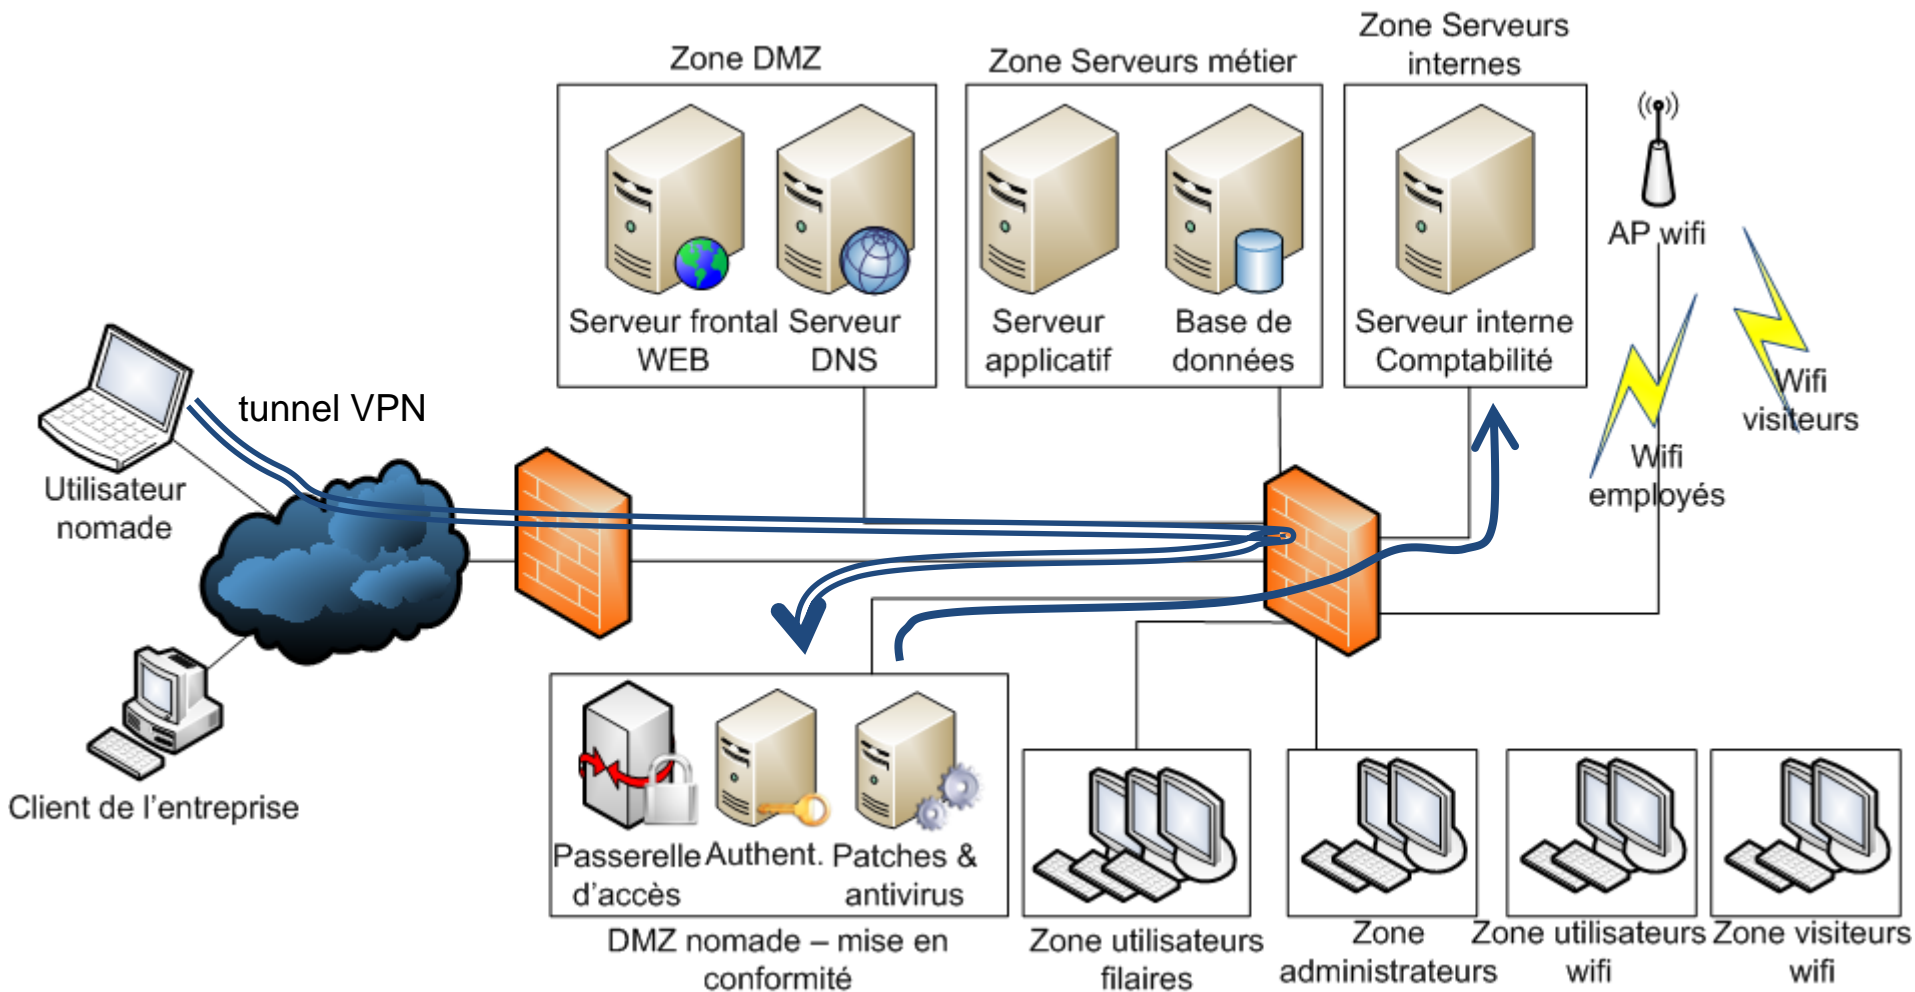 Zone DMZ
Zone Serveurs métier
Zone Serveurs
internes
Serveur frontal
WEB
Serveur
DNS
Serveur
applicatif
Base de
données
Serveur interne
Comptabilité
AP wifi
Wifi
visiteurs
Wifi
employés
tunnel VPN
Utilisateur
nomade
Client de l'entreprise
Passerelle
d'accès
Authent.
Patches &
antivirus
DMZ nomade – mise en
conformité
Zone utilisateurs
filaires
Zone
administrateurs
Zone utilisateurs
wifi
Zone visiteurs
wifi